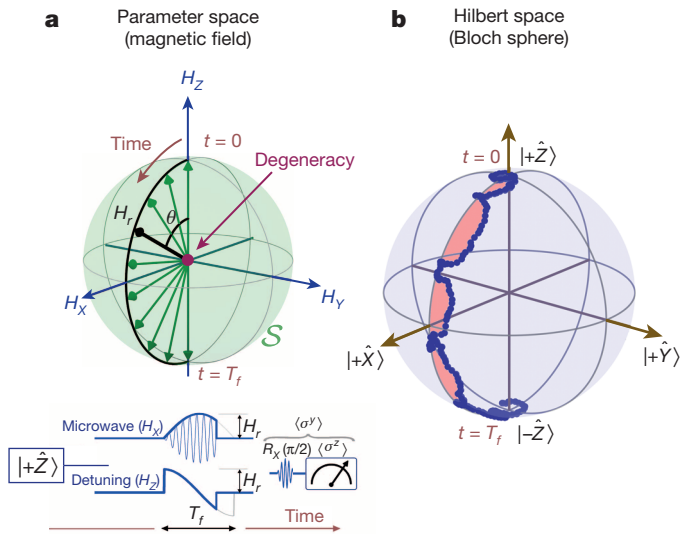 a
Parameter space
(magnetic field)
H_Z
Time
t = 0
Degeneracy
H_r
θ
H_X
H_Y
S
t = T_f
Microwave (H_X)
H_r
⟨σ^y⟩
R_X (π/2) ⟨σ^z⟩
|+Ẑ⟩
Detuning (H_Z)
H_r
T_f
Time
b
Hilbert space
(Bloch sphere)
t = 0
|+Ẑ⟩
|+X̂⟩
|+Ŷ⟩
t = T_f
|−Ẑ⟩